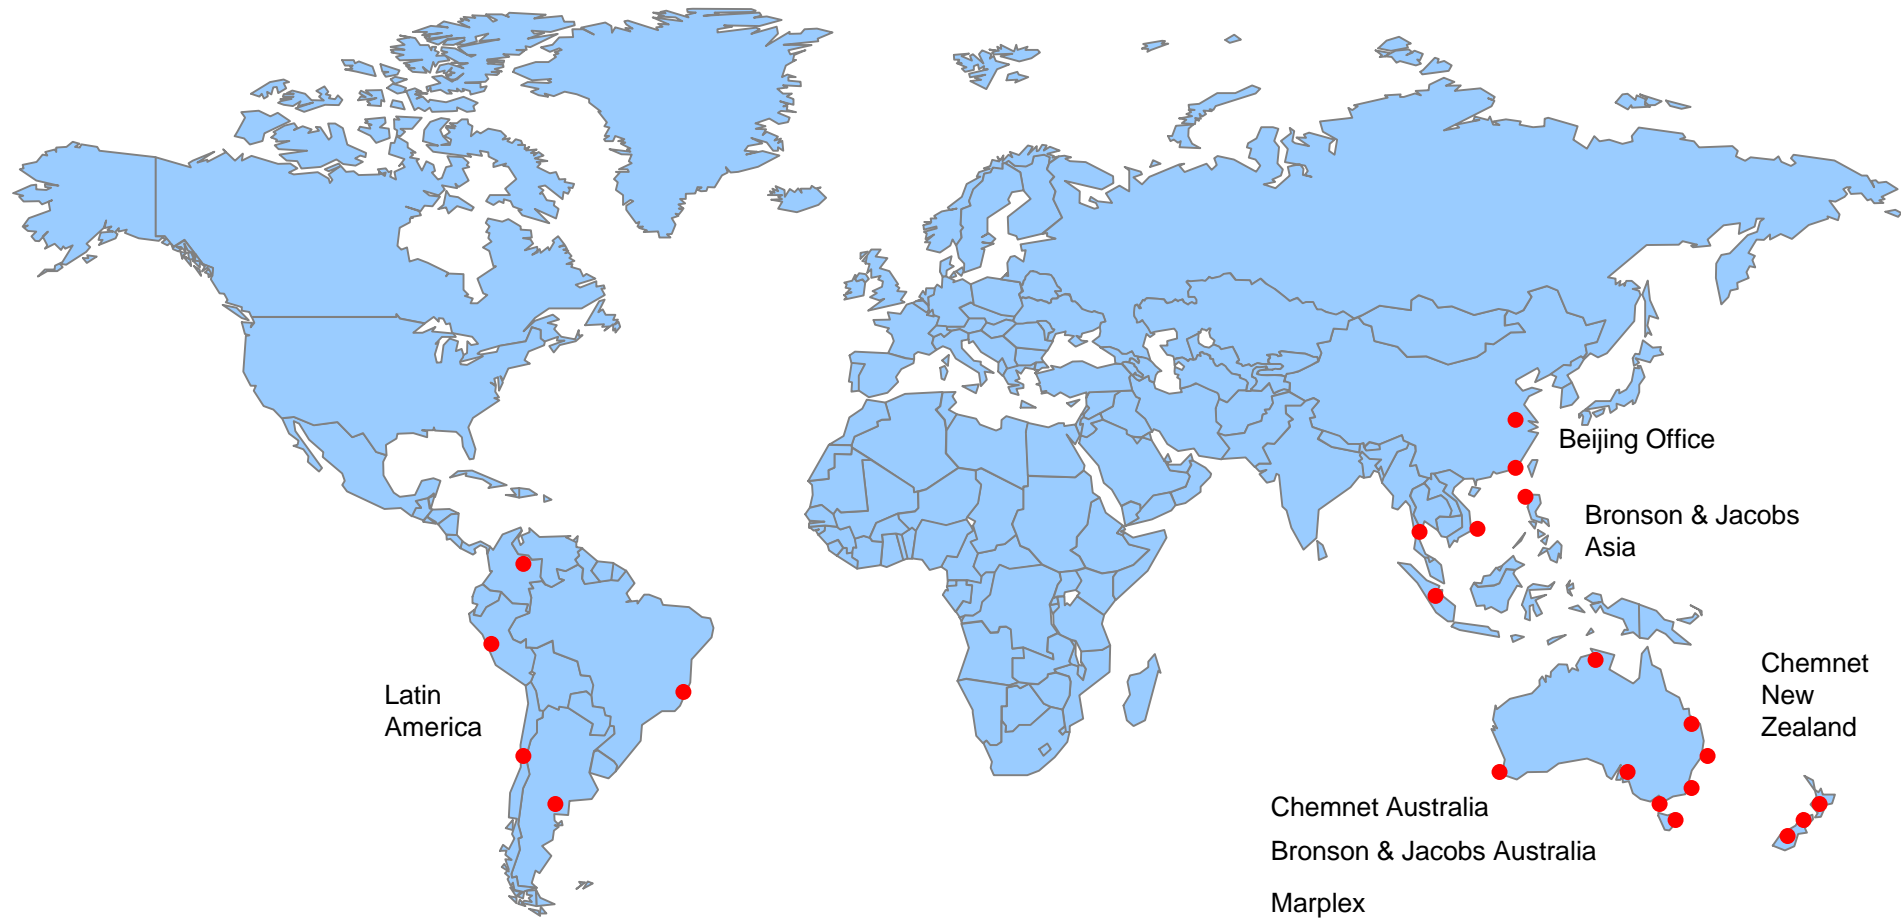 Beijing Office
Bronson & Jacobs
Asia
Chemnet
New
Zealand
Latin
America
Chemnet Australia
Bronson & Jacobs Australia
Marplex